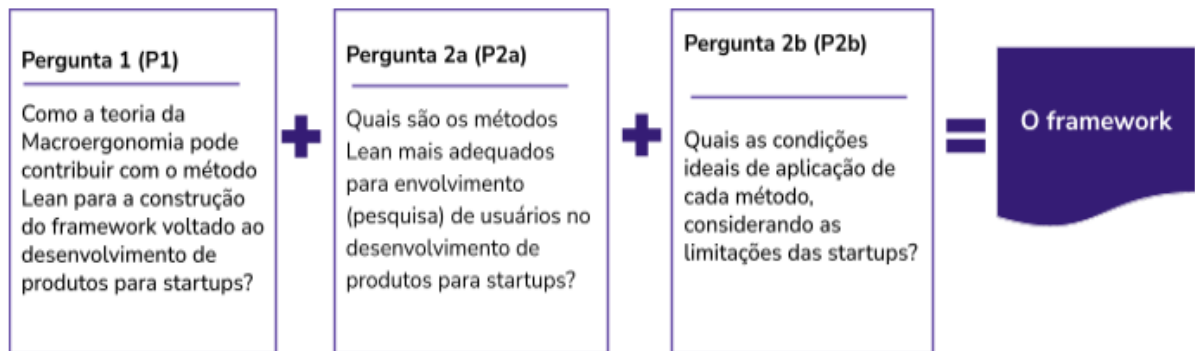 Pergunta 1 (P1)
Como a teoria da
Macroergonomia pode
contribuir com o método
Lean para a construção
do framework voltado ao
desenvolvimento de
produtos para startups?
Pergunta 2a (P2a)
Quais são os métodos
Lean mais adequados
para envolvimento
(pesquisa) de usuários no
desenvolvimento de
produtos para startups?
Pergunta 2b (P2b)
Quais as condições
ideais de aplicação de
cada método,
considerando as
limitações das startups?
O framework